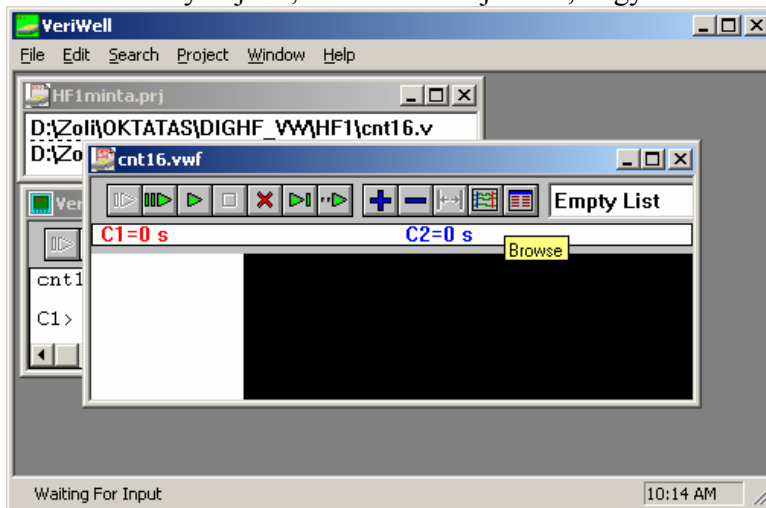 VeriWell
File Edit Search Project Window Help
HF1minta.prj
D:\Zoli\OKTATAS\DIGHF_VW\HF1\cnt16.v
D:\Zo
cnt16.vwf
Ver
Empty List
C1=0 s C2=0 s
Browse
cnt1
C1>
Waiting For Input 10:14 AM